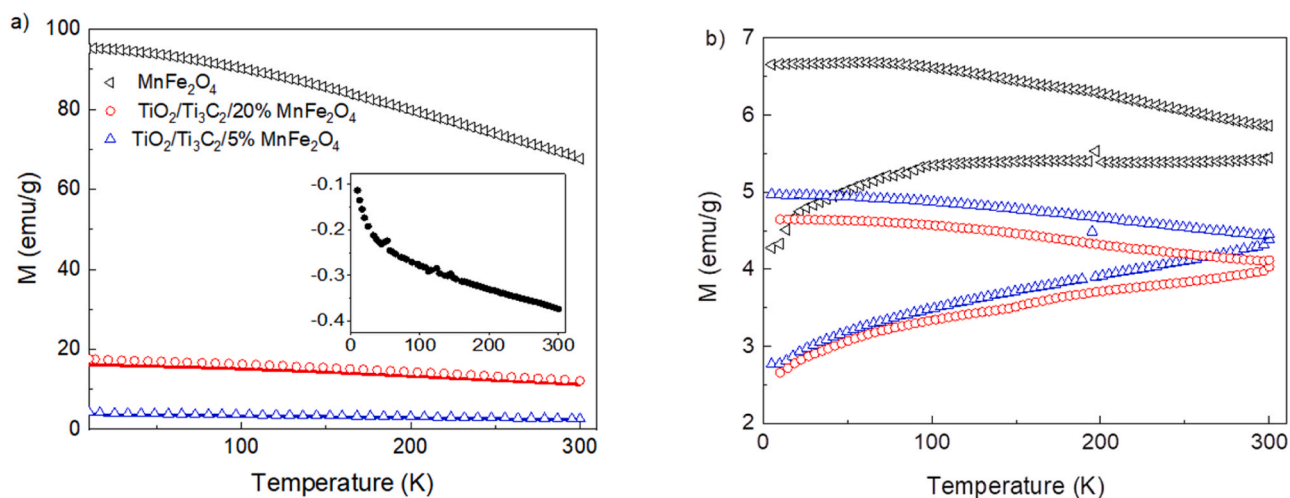 a)
M (emu/g)
100
80
60
40
20
0
MnFe₂O₄
TiO₂/Ti₃C₂/20% MnFe₂O₄
TiO₂/Ti₃C₂/5% MnFe₂O₄
-0.1
-0.2
-0.3
-0.4
0 100 200 300
100 200 300
Temperature (K)
b)
M (emu/g)
7
6
5
4
3
2
0 100 200 300
Temperature (K)